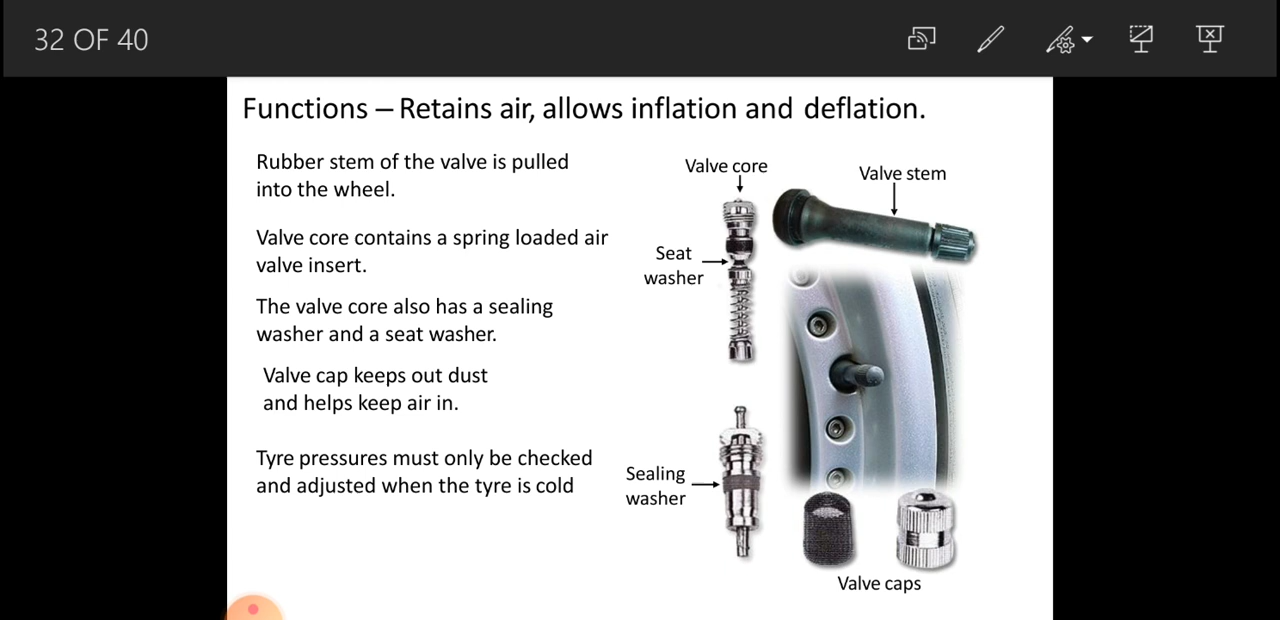 32 OF 40
Functions – Retains air, allows inflation and deflation.
Rubber stem of the valve is pulled
into the wheel.
Valve core contains a spring loaded air
valve insert.
The valve core also has a sealing
washer and a seat washer.
Valve cap keeps out dust
and helps keep air in.
Tyre pressures must only be checked
and adjusted when the tyre is cold
Valve core
Valve stem
Seat
washer
Sealing
washer
Valve caps